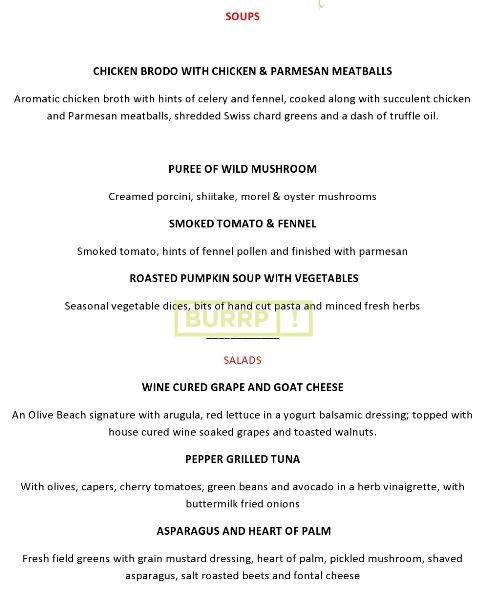 SOUPS
CHICKEN BRODO WITH CHICKEN & PARMESAN MEATBALLS
Aromatic chicken broth with hints of celery and fennel, cooked along with succulent chicken
and Parmesan meatballs, shredded Swiss chard greens and a dash of truffle oil.
PUREE OF WILD MUSHROOM
Creamed porcini, shiitake, morel & oyster mushrooms
SMOKED TOMATO & FENNEL
Smoked tomato, hints of fennel pollen and finished with parmesan
ROASTED PUMPKIN SOUP WITH VEGETABLES
Seasonal vegetable dices, bits of hand cut pasta and minced fresh herbs
BURRP!
SALADS
WINE CURED GRAPE AND GOAT CHEESE
An Olive Beach signature with arugula, red lettuce in a yogurt balsamic dressing; topped with
house cured wine soaked grapes and toasted walnuts.
PEPPER GRILLED TUNA
With olives, capers, cherry tomatoes, green beans and avocado in a herb vinaigrette, with
buttermilk fried onions
ASPARAGUS AND HEART OF PALM
Fresh field greens with grain mustard dressing, heart of palm, pickled mushroom, shaved
asparagus, salt roasted beets and fontal cheese